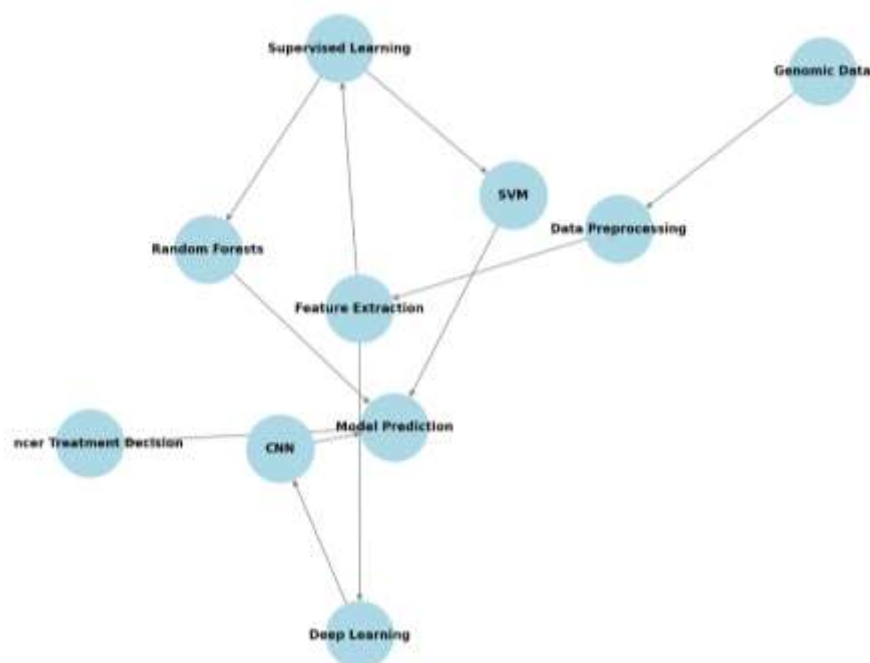 Supervised Learning
Genomic Data
SVM
Data Preprocessing
Random Forests
Feature Extraction
Model Prediction
ncer Treatment Decision
CNN
Deep Learning